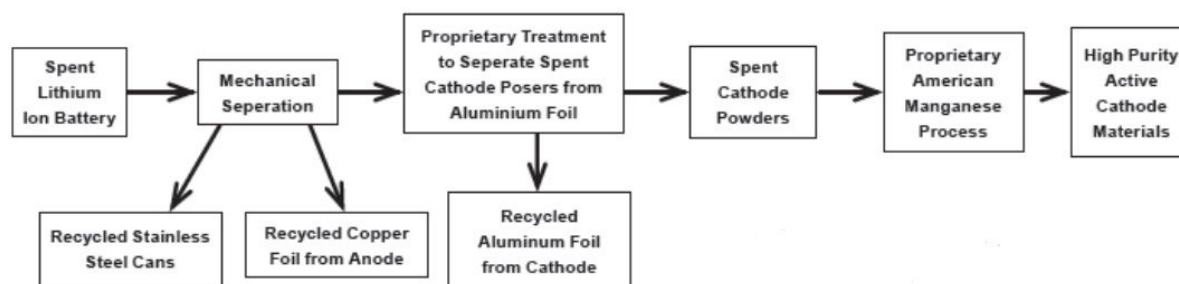 Spent
Lithium
Ion Battery
Mechanical
Seperation
Proprietary Treatment
to Seperate Spent
Cathode Posers from
Aluminium Foil
Spent
Cathode
Powders
Proprietary
American
Manganese
Process
High Purity
Active
Cathode
Materials
Recycled Stainless
Steel Cans
Recycled Copper
Foil from Anode
Recycled
Aluminum Foil
from Cathode